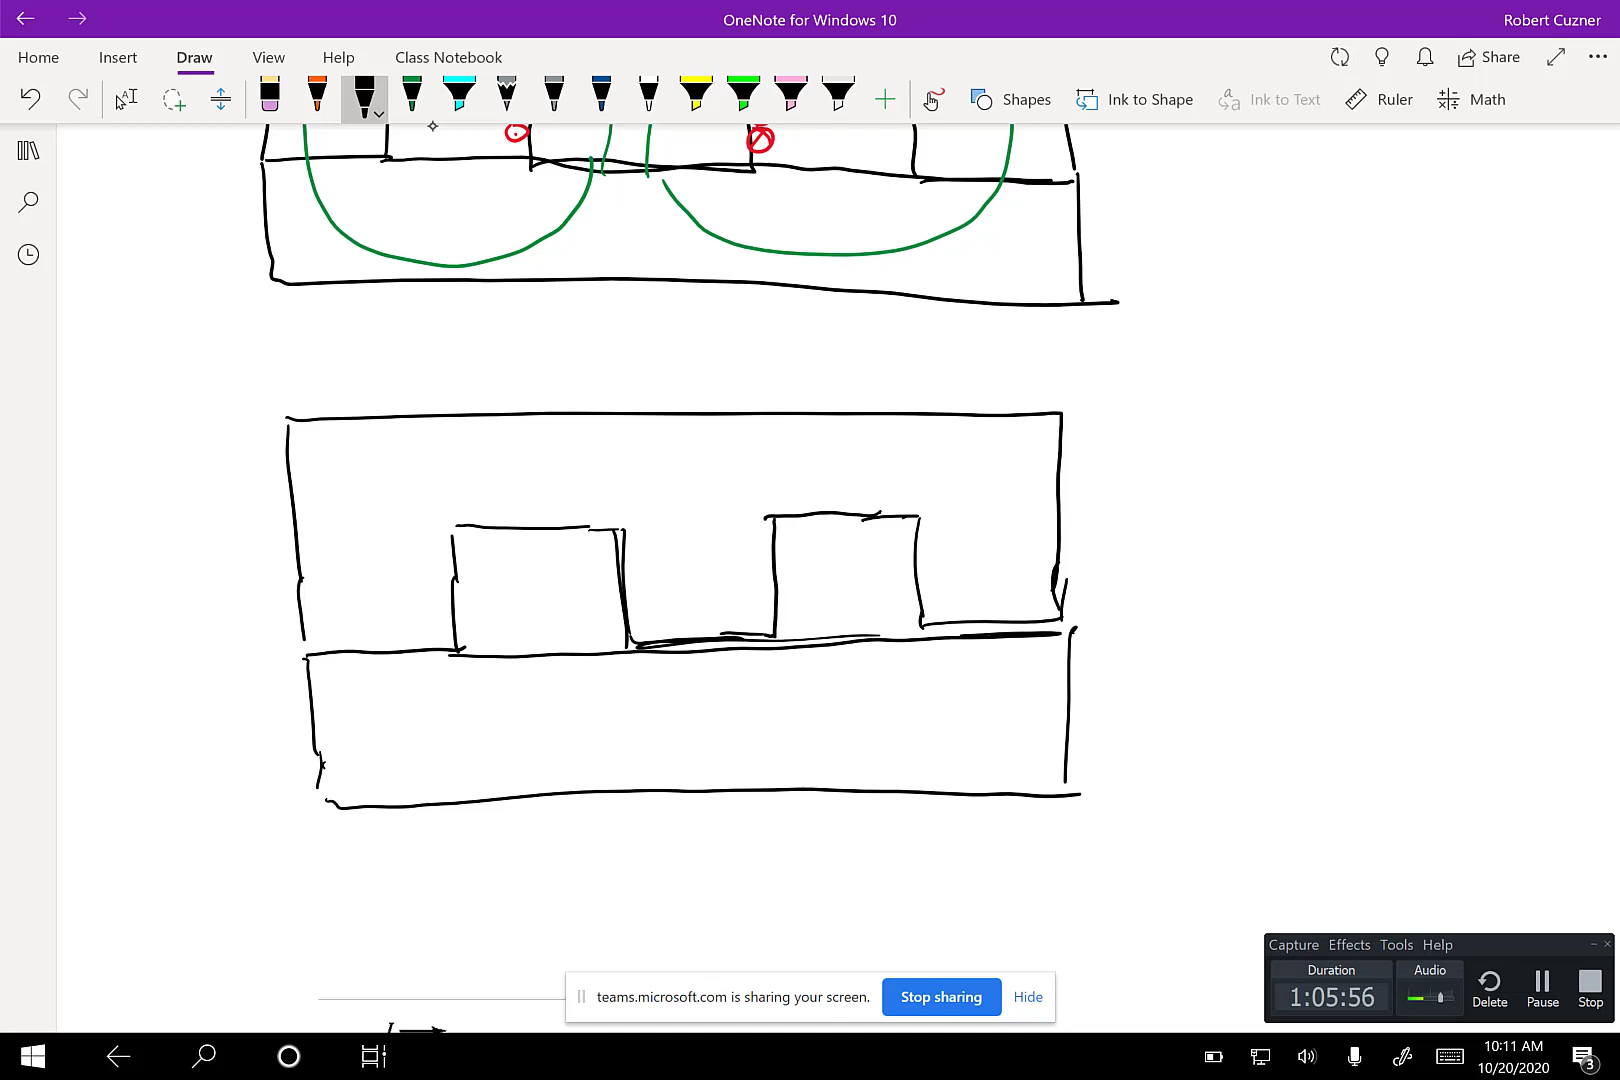 OneNote for Windows 10
Robert Cuzner
Home Insert Draw View Help Class Notebook
Share
Shapes Ink to Shape Ink to Text Ruler Math
Capture Effects Tools Help
Duration Audio
1:05:56
Delete Pause Stop
teams.microsoft.com is sharing your screen. Stop sharing Hide
10:11 AM
10/20/2020
3